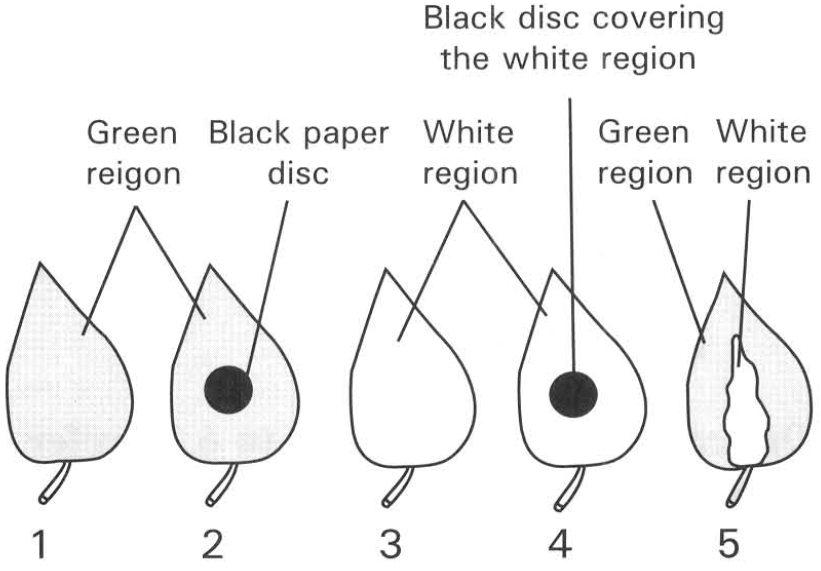 Black disc covering
the white region
Green
reigon
Black paper
disc
White
region
Green
region
White
region
1
2
3
4
5